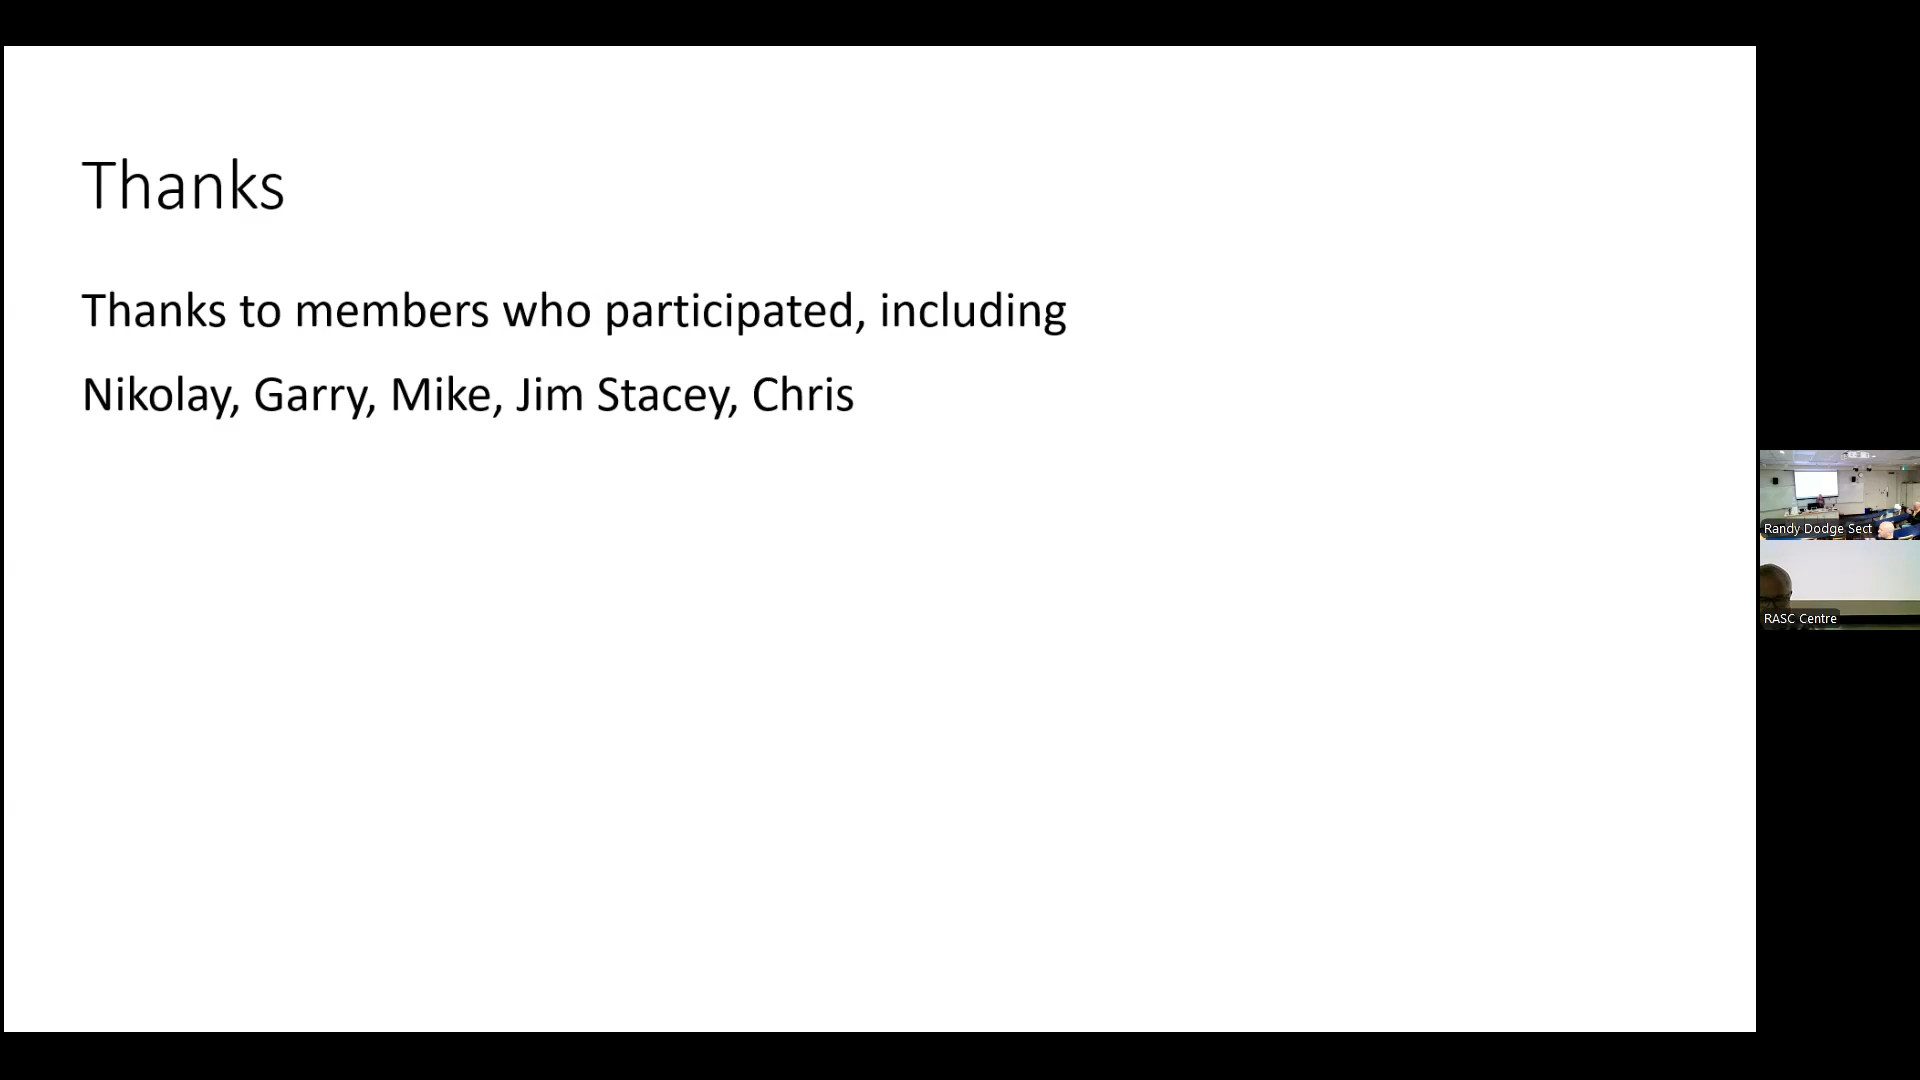 Thanks
Thanks to members who participated, including
Nikolay, Garry, Mike, Jim Stacey, Chris
Randy Dodge Sect
RASC Centre